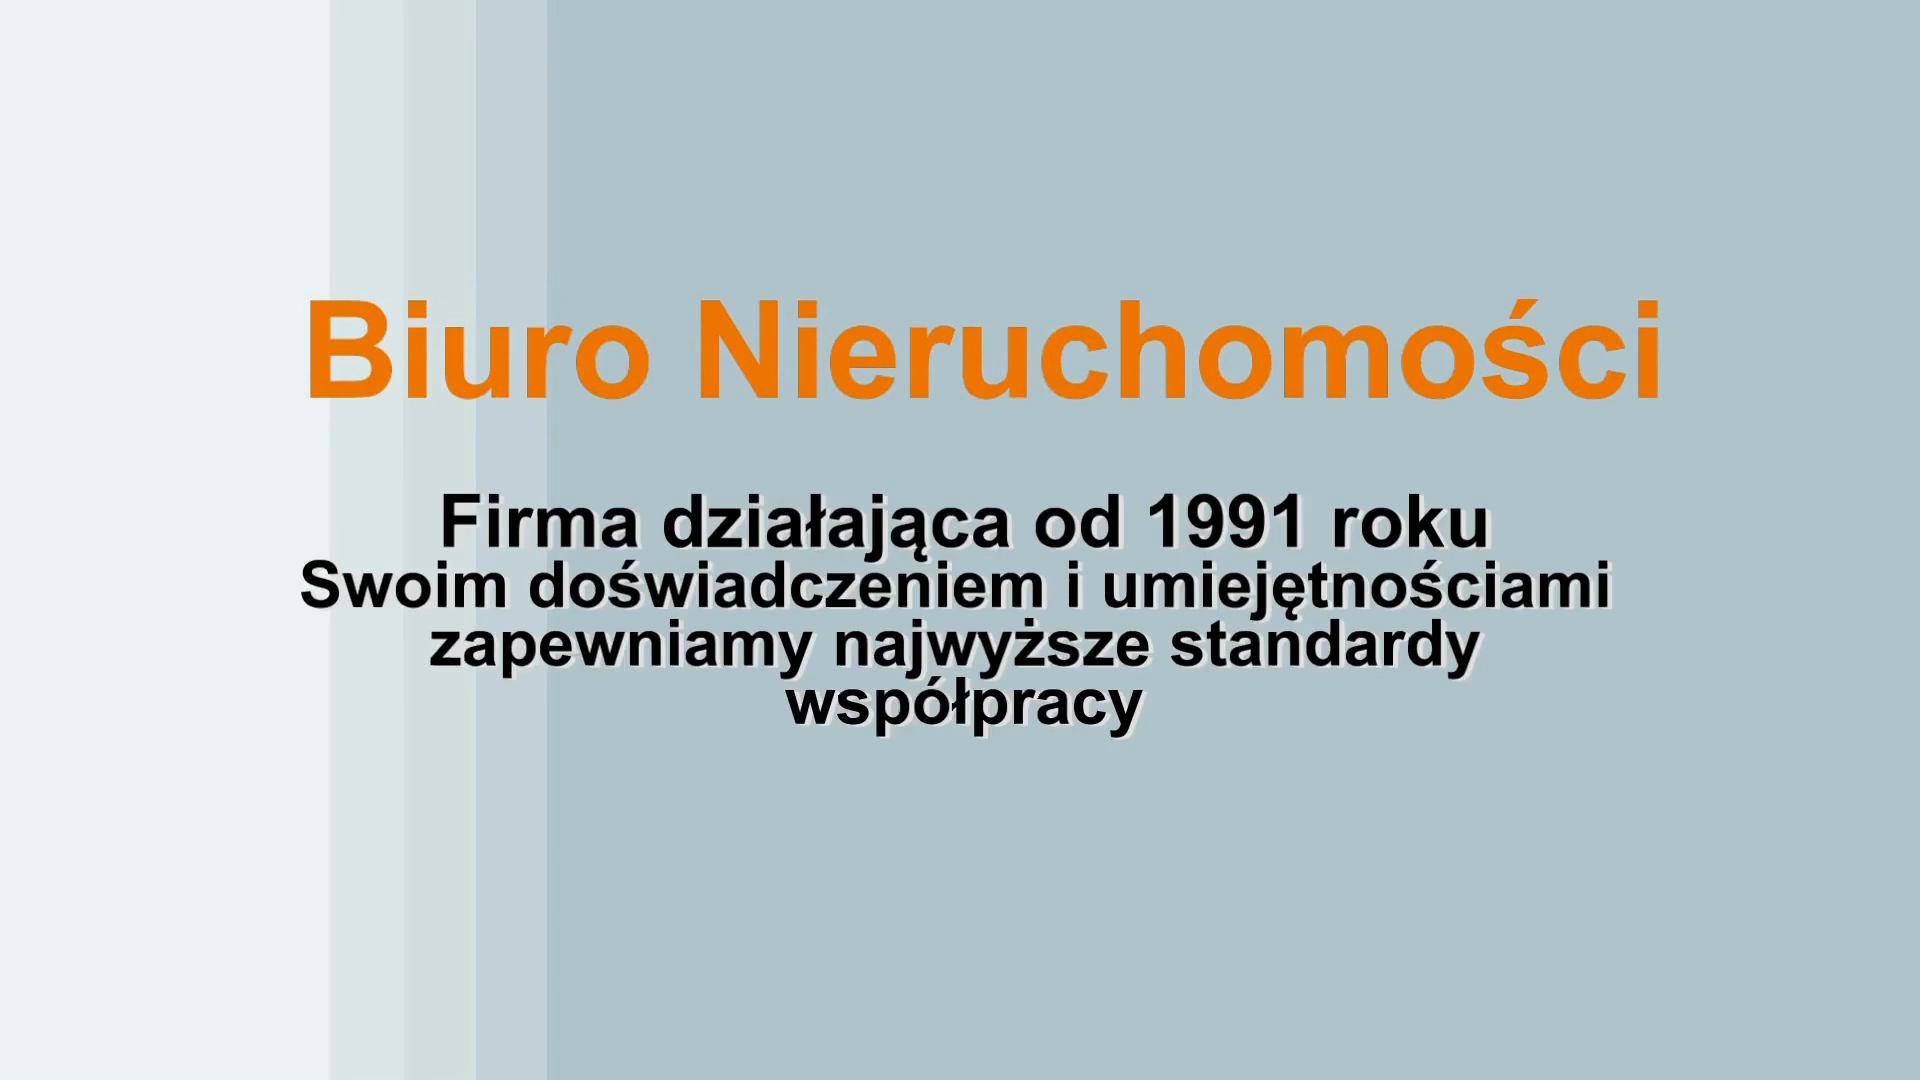 Biuro Nieruchomości
Firma działająca od 1991 roku
Swoim doświadczeniem i umiejętnościami
zapewniamy najwyższe standardy
współpracy